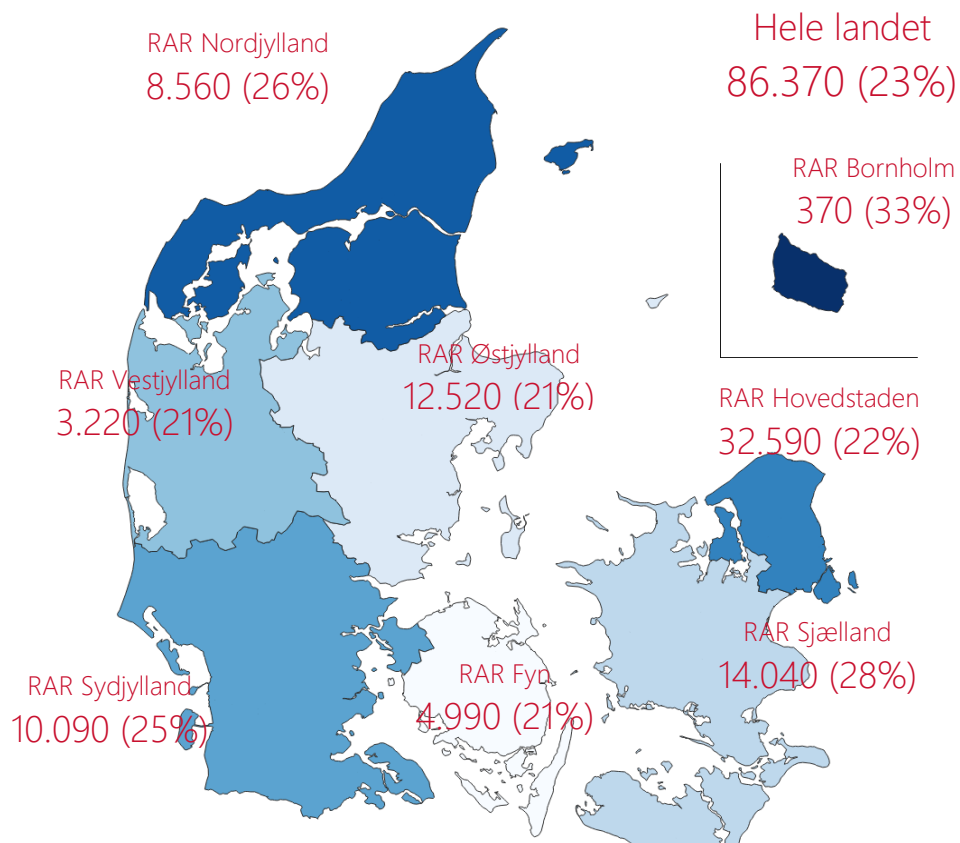 RAR Nordjylland
8.560 (26%)
Hele landet
86.370 (23%)
RAR Bornholm
370 (33%)
RAR Østjylland
12.520 (21%)
RAR Vestjylland
3.220 (21%)
RAR Hovedstaden
32.590 (22%)
RAR Sjælland
14.040 (28%)
RAR Fyn
4.990 (21%)
RAR Sydjylland
10.090 (25%)